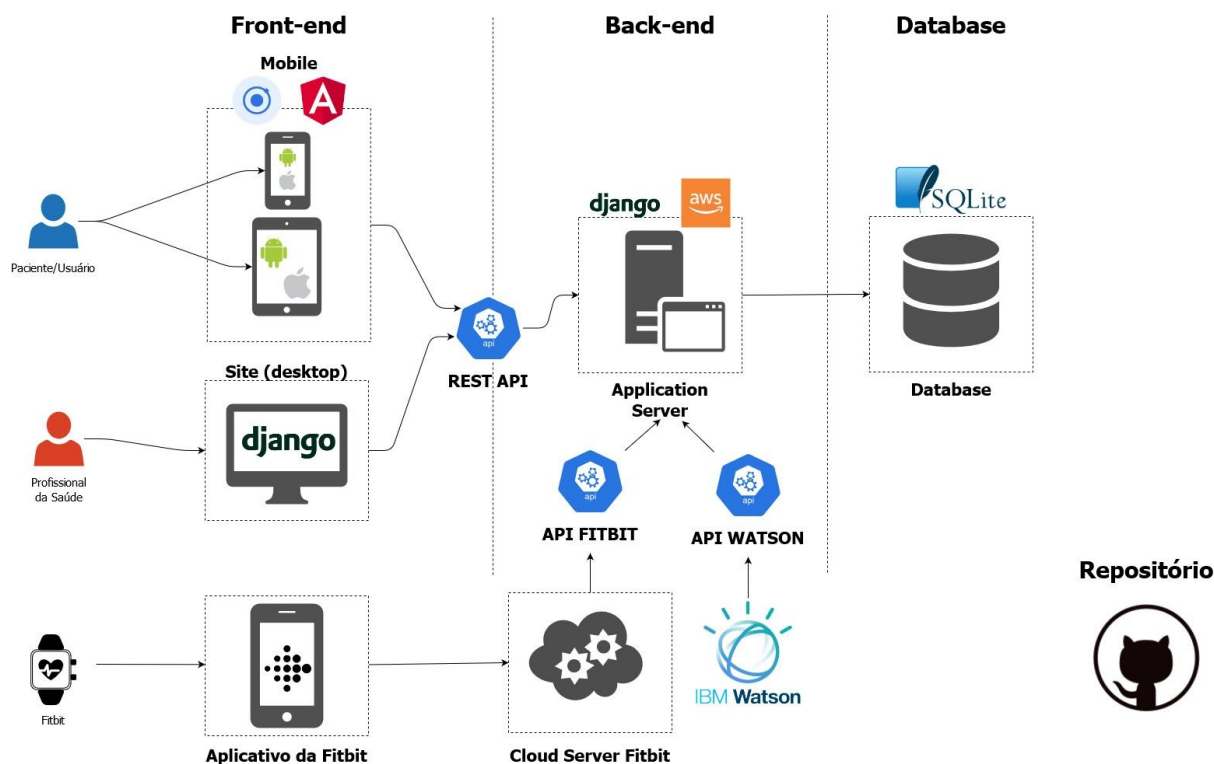 Front-end
Back-end
Database
Mobile
django
aws
SQLite
Paciente/Usuário
api
REST API
Site (desktop)
django
Application
Server
Database
Profissional
da Saúde
api
api
API FITBIT
API WATSON
Repositório
IBM Watson
Fitbit
Aplicativo da Fitbit
Cloud Server Fitbit